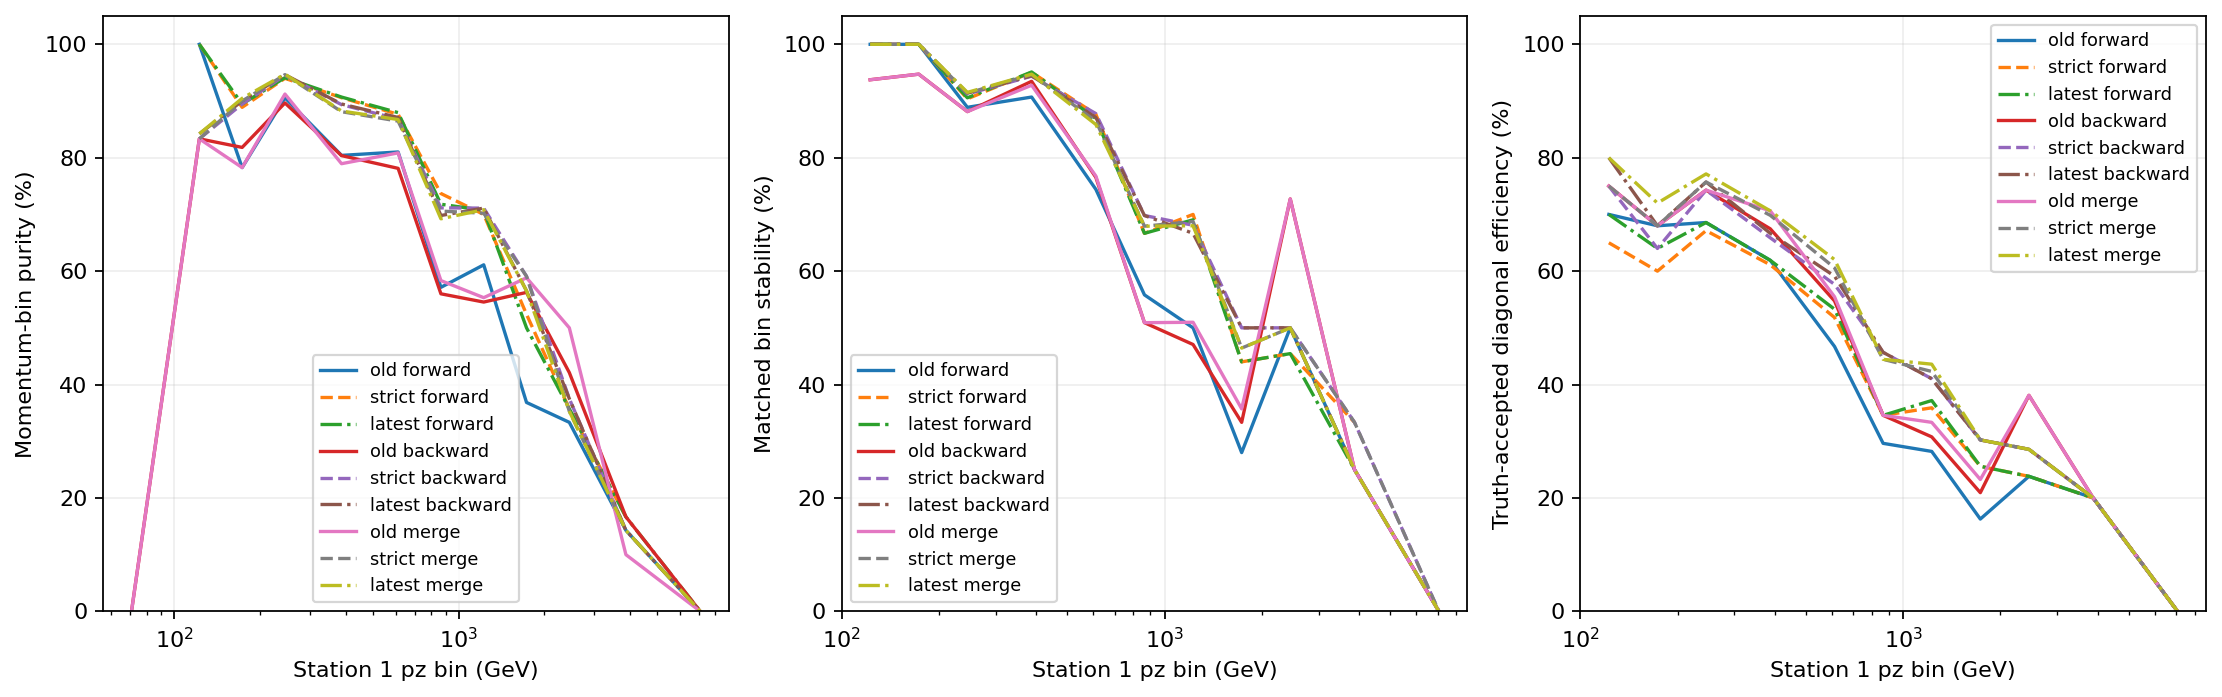 Momentum-bin purity (%)
100
80
60
40
20
0
10²
10³
Station 1 pz bin (GeV)
old forward
strict forward
latest forward
old backward
strict backward
latest backward
old merge
strict merge
latest merge
Matched bin stability (%)
100
80
60
40
20
0
10²
10³
Station 1 pz bin (GeV)
old forward
strict forward
latest forward
old backward
strict backward
latest backward
old merge
strict merge
latest merge
Truth-accepted diagonal efficiency (%)
100
80
60
40
20
0
10²
10³
Station 1 pz bin (GeV)
old forward
strict forward
latest forward
old backward
strict backward
latest backward
old merge
strict merge
latest merge